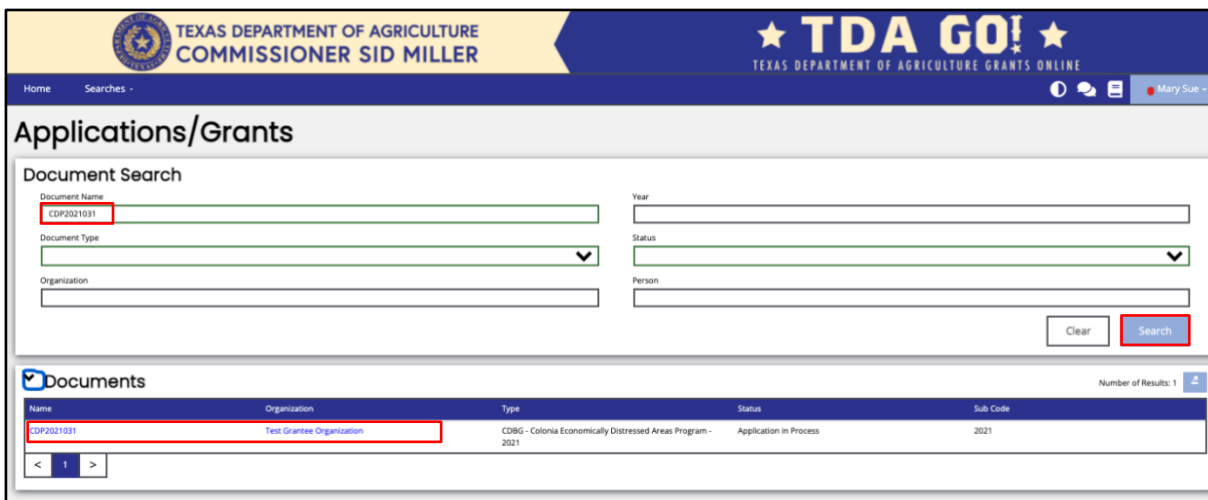 TEXAS DEPARTMENT OF AGRICULTURE
COMMISSIONER SID MILLER
TDA GO!
TEXAS DEPARTMENT OF AGRICULTURE GRANTS ONLINE
Home Searches -
Mary Sue -
Applications/Grants
Document Search
Document Name Year
CDP2021031
Document Type Status
Organization Person
Clear Search
Documents Number of Results: 1
Name Organization Type Status Sub Code
CDP2021031 Test Grantee Organization CDBG - Colonia Economically Distressed Areas Program - Application in Process 2021
2021
< 1 >